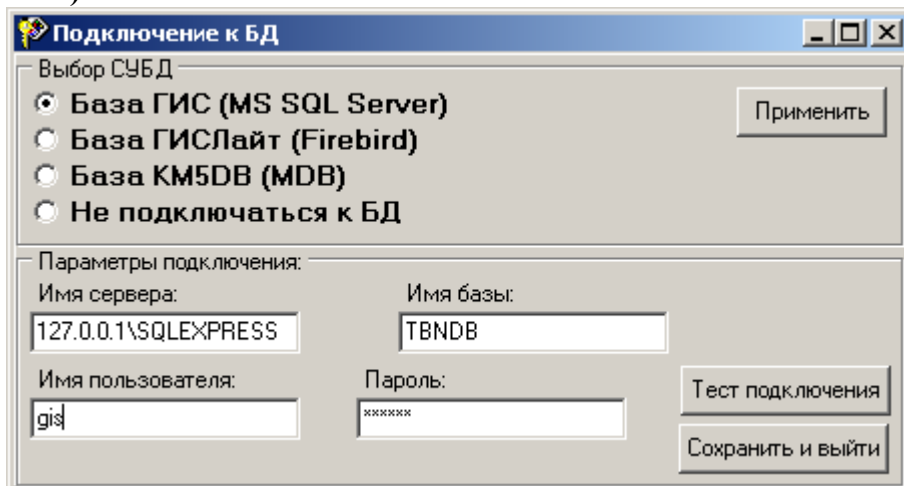 Подключение к БД
Выбор СУБД
База ГИС (MS SQL Server)
Применить
База ГИСЛайт (Firebird)
База KM5DB (MDB)
Не подключаться к БД
Параметры подключения:
Имя сервера: Имя базы:
127.0.0.1\SQLEXPRESS TBNDB
Имя пользователя: Пароль:
Тест подключения
gis ******
Сохранить и выйти